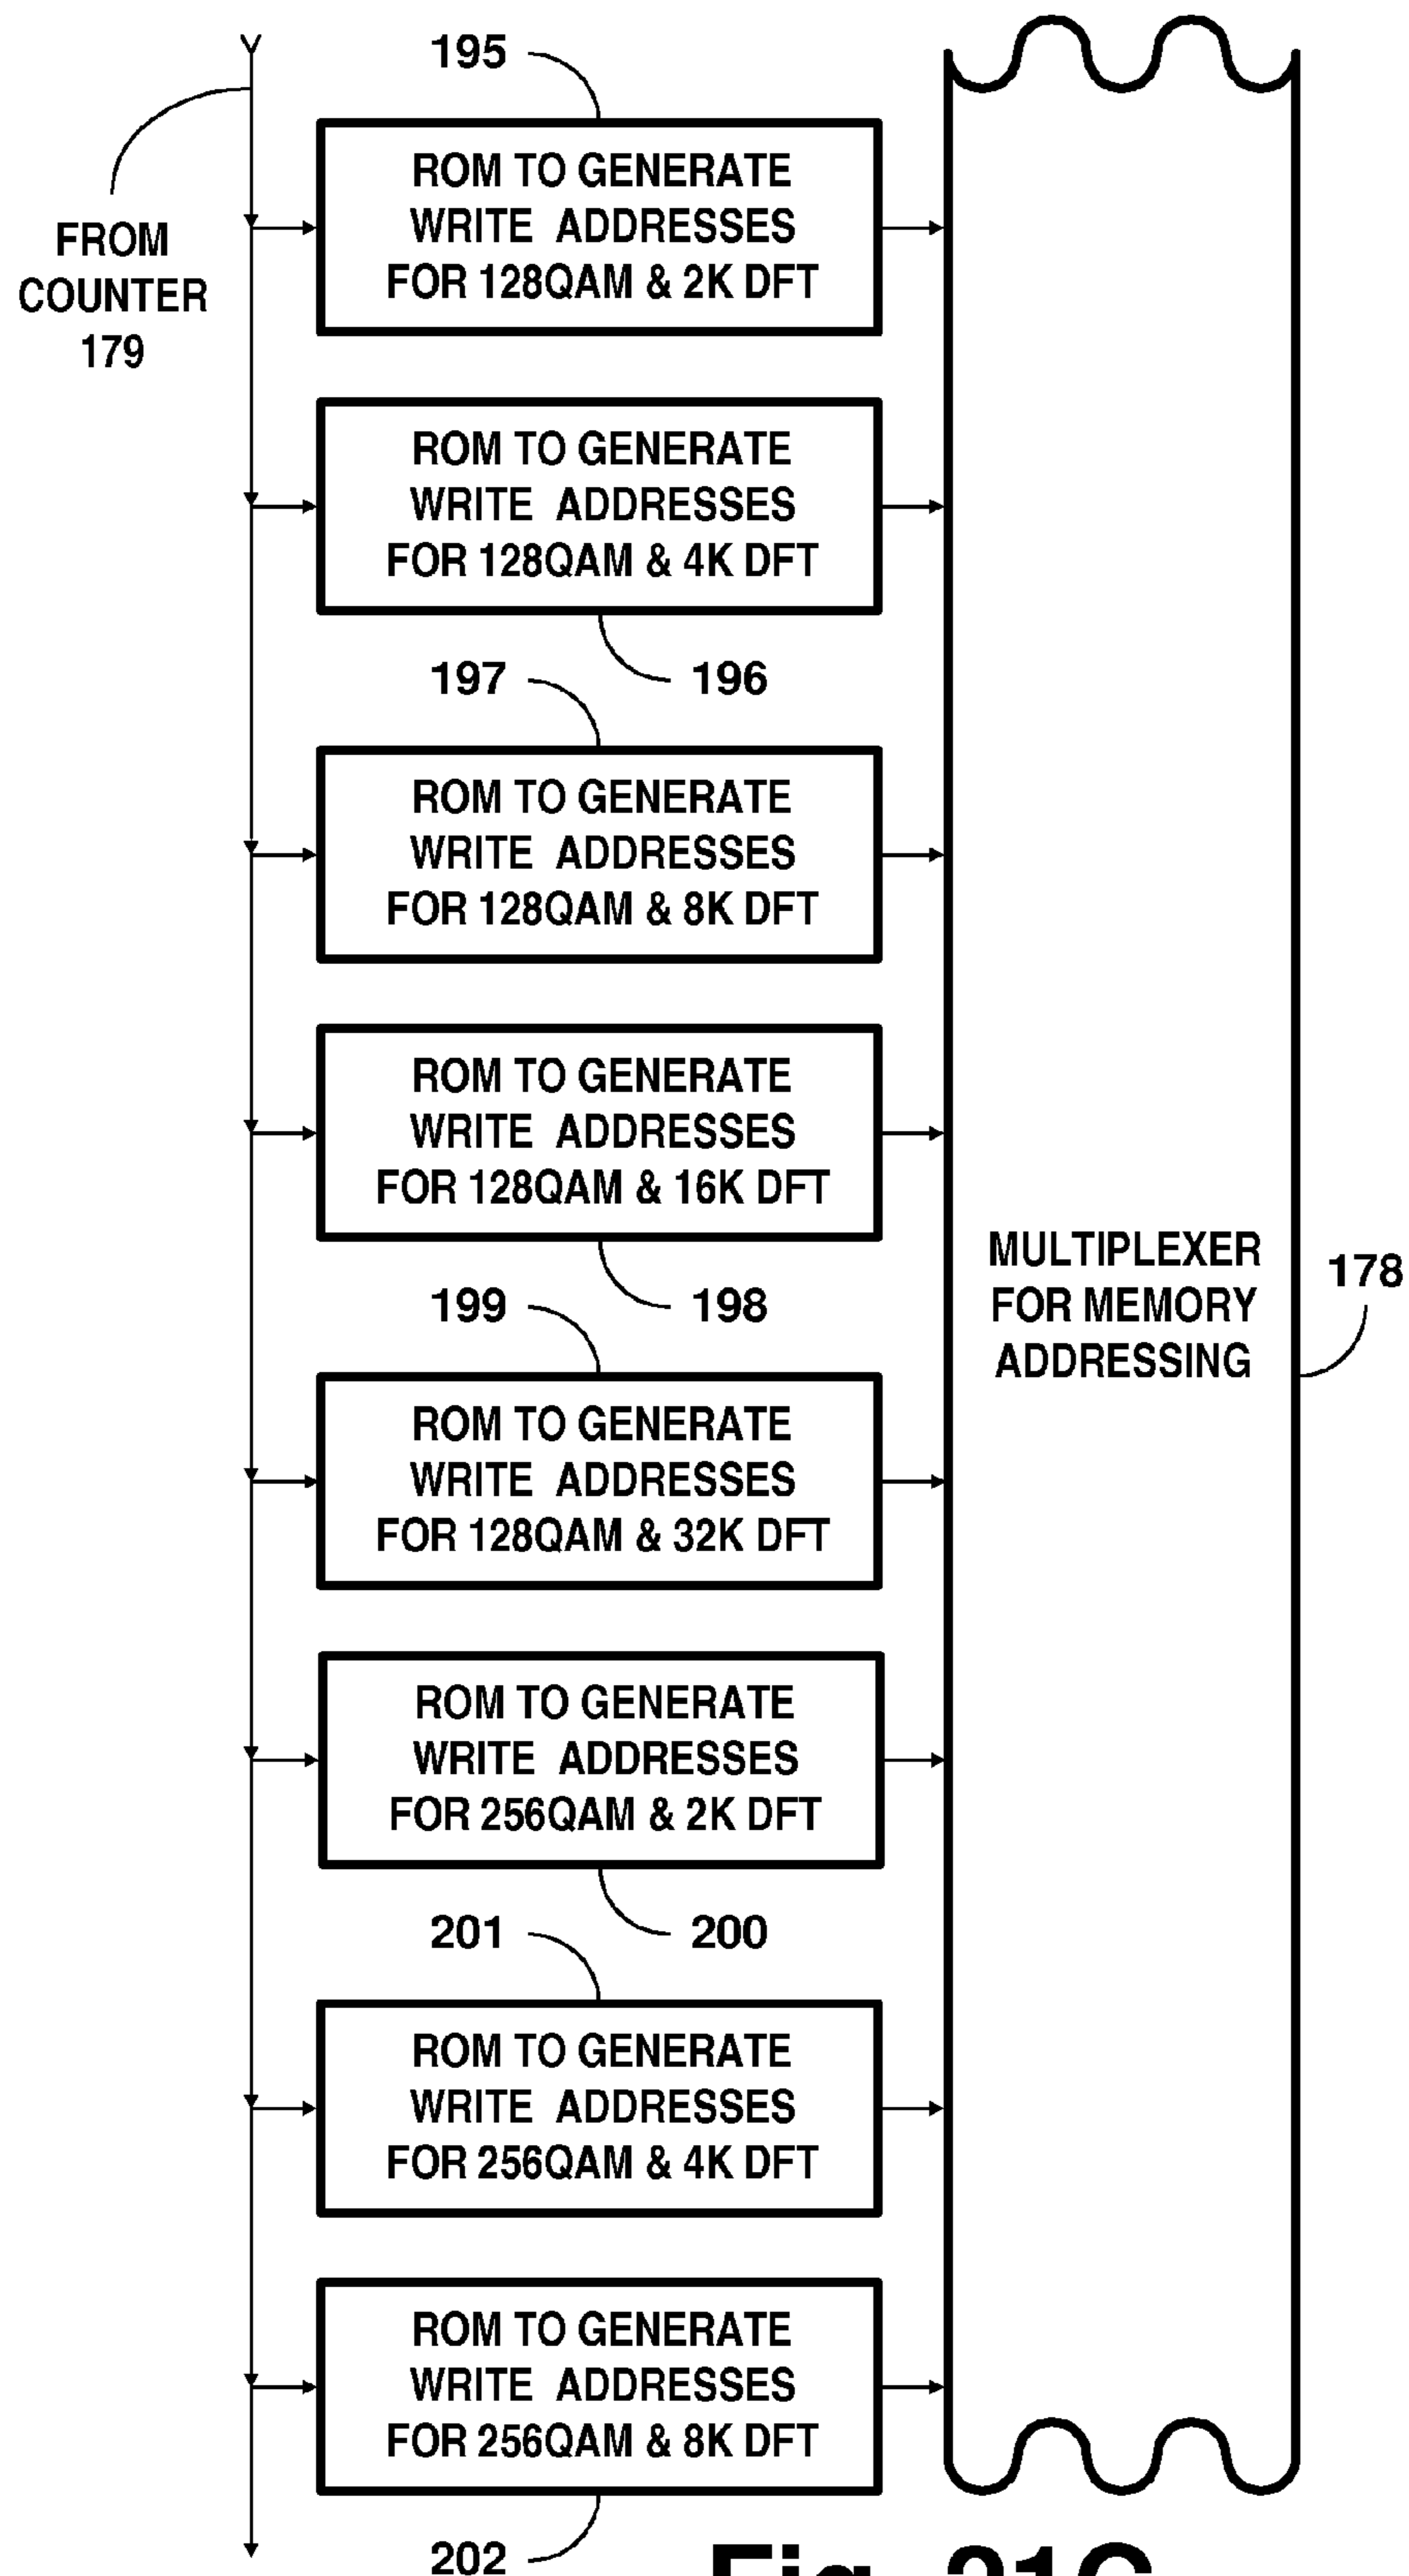 195
ROM TO GENERATE
WRITE ADDRESSES
FOR 128QAM & 2K DFT
FROM
COUNTER
179
ROM TO GENERATE
WRITE ADDRESSES
FOR 128QAM & 4K DFT
196
197
ROM TO GENERATE
WRITE ADDRESSES
FOR 128QAM & 8K DFT
ROM TO GENERATE
WRITE ADDRESSES
FOR 128QAM & 16K DFT
198
MULTIPLEXER
FOR MEMORY
ADDRESSING
178
199
ROM TO GENERATE
WRITE ADDRESSES
FOR 128QAM & 32K DFT
ROM TO GENERATE
WRITE ADDRESSES
FOR 256QAM & 2K DFT
200
201
ROM TO GENERATE
WRITE ADDRESSES
FOR 256QAM & 4K DFT
ROM TO GENERATE
WRITE ADDRESSES
FOR 256QAM & 8K DFT
202
Fig. 21C